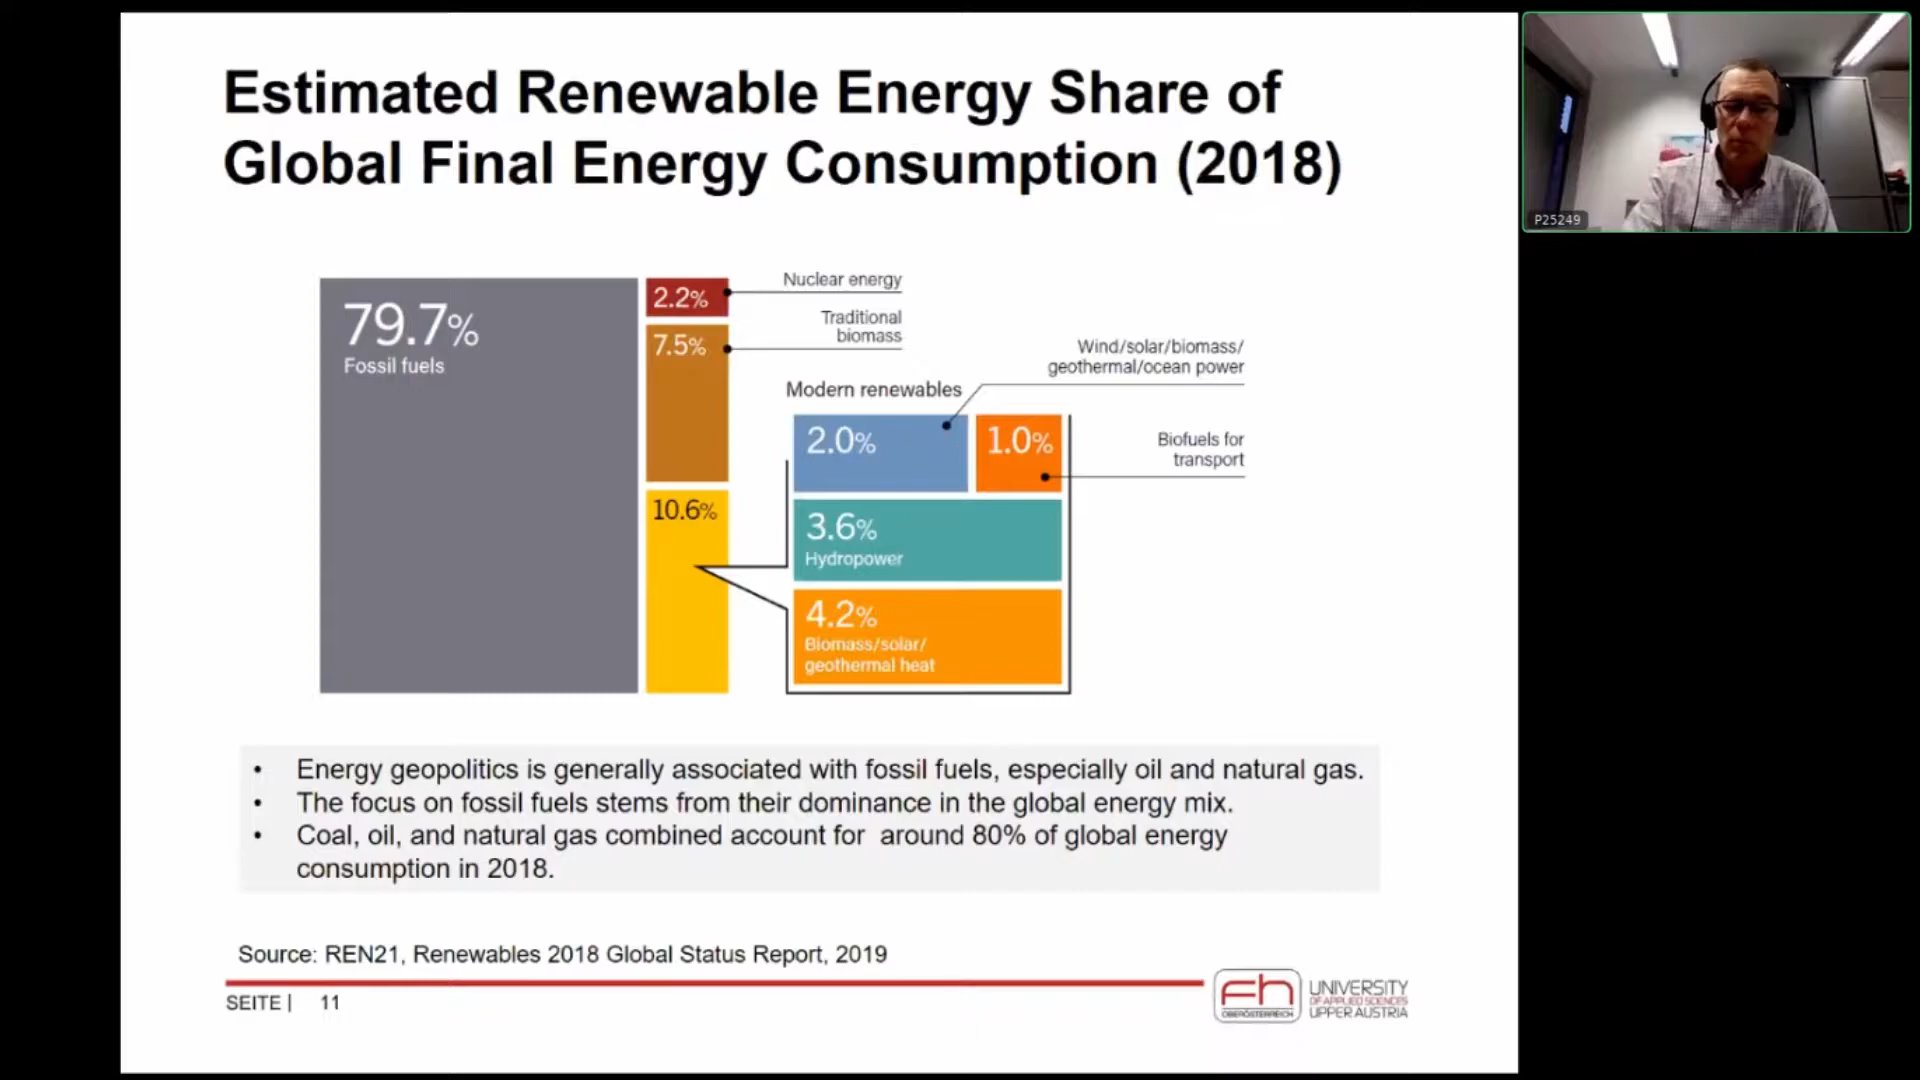 Estimated Renewable Energy Share of
Global Final Energy Consumption (2018)
P25249
79.7%
Fossil fuels
2.2%
Nuclear energy
7.5%
Traditional
biomass
10.6%
Modern renewables
Wind/solar/biomass/
geothermal/ocean power
2.0%
1.0%
Biofuels for
transport
3.6%
Hydropower
4.2%
Biomass/solar/
geothermal heat
• Energy geopolitics is generally associated with fossil fuels, especially oil and natural gas.
• The focus on fossil fuels stems from their dominance in the global energy mix.
• Coal, oil, and natural gas combined account for around 80% of global energy
consumption in 2018.
Source: REN21, Renewables 2018 Global Status Report, 2019
SEITE | 11
fh
OBERÖSTERREICH
UNIVERSITY
OF APPLIED SCIENCES
UPPER AUSTRIA